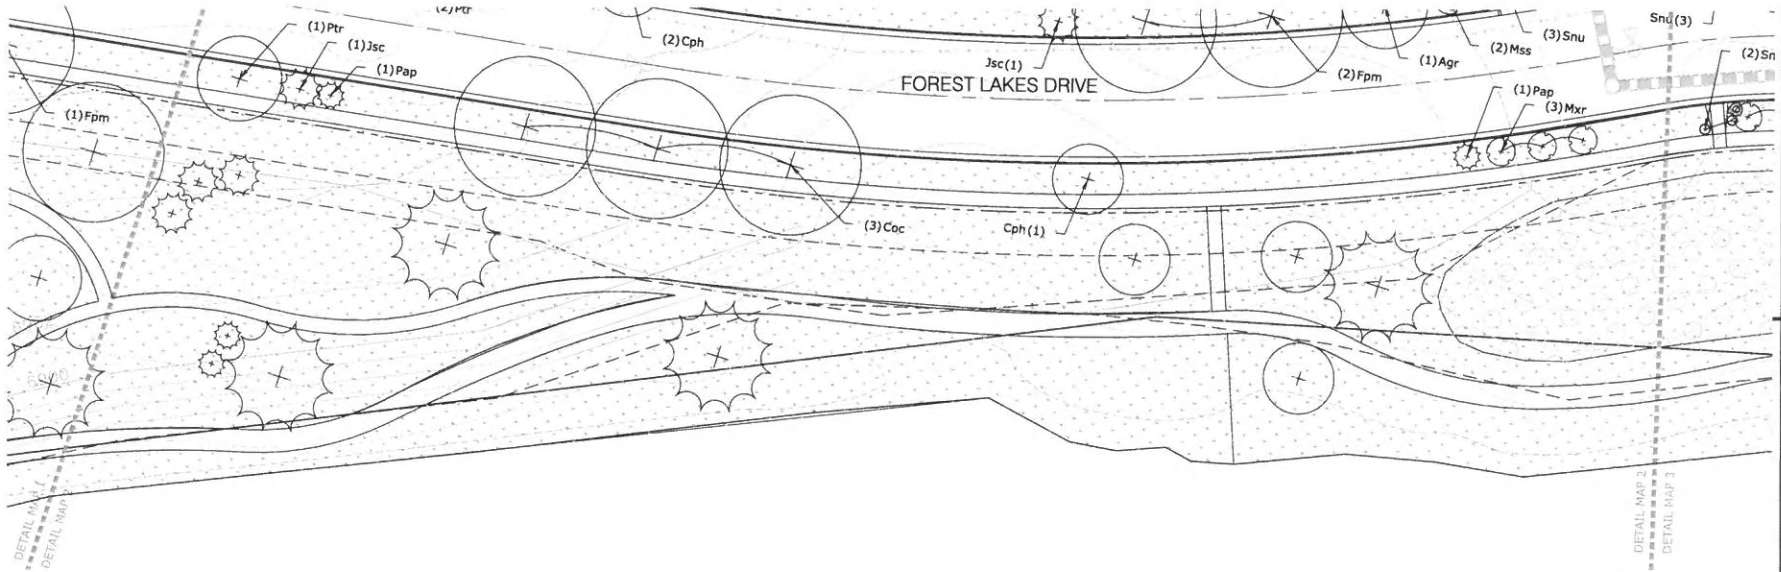 (2)Ptr
(1)Ptr
(1)Jsc
(1)Pap
(2)Cph
(1)Fpm
Jsc(1)
FOREST LAKES DRIVE
(2)Fpm
(1)Agr
(2)Mss
(3)Snu
Snu(3)
(2)Sn
(1)Pap
(3)Mxr
(3)Coc
Cph(1)
DETAIL MAP 1
DETAIL MAP 2
DETAIL MAP 2
DETAIL MAP 3